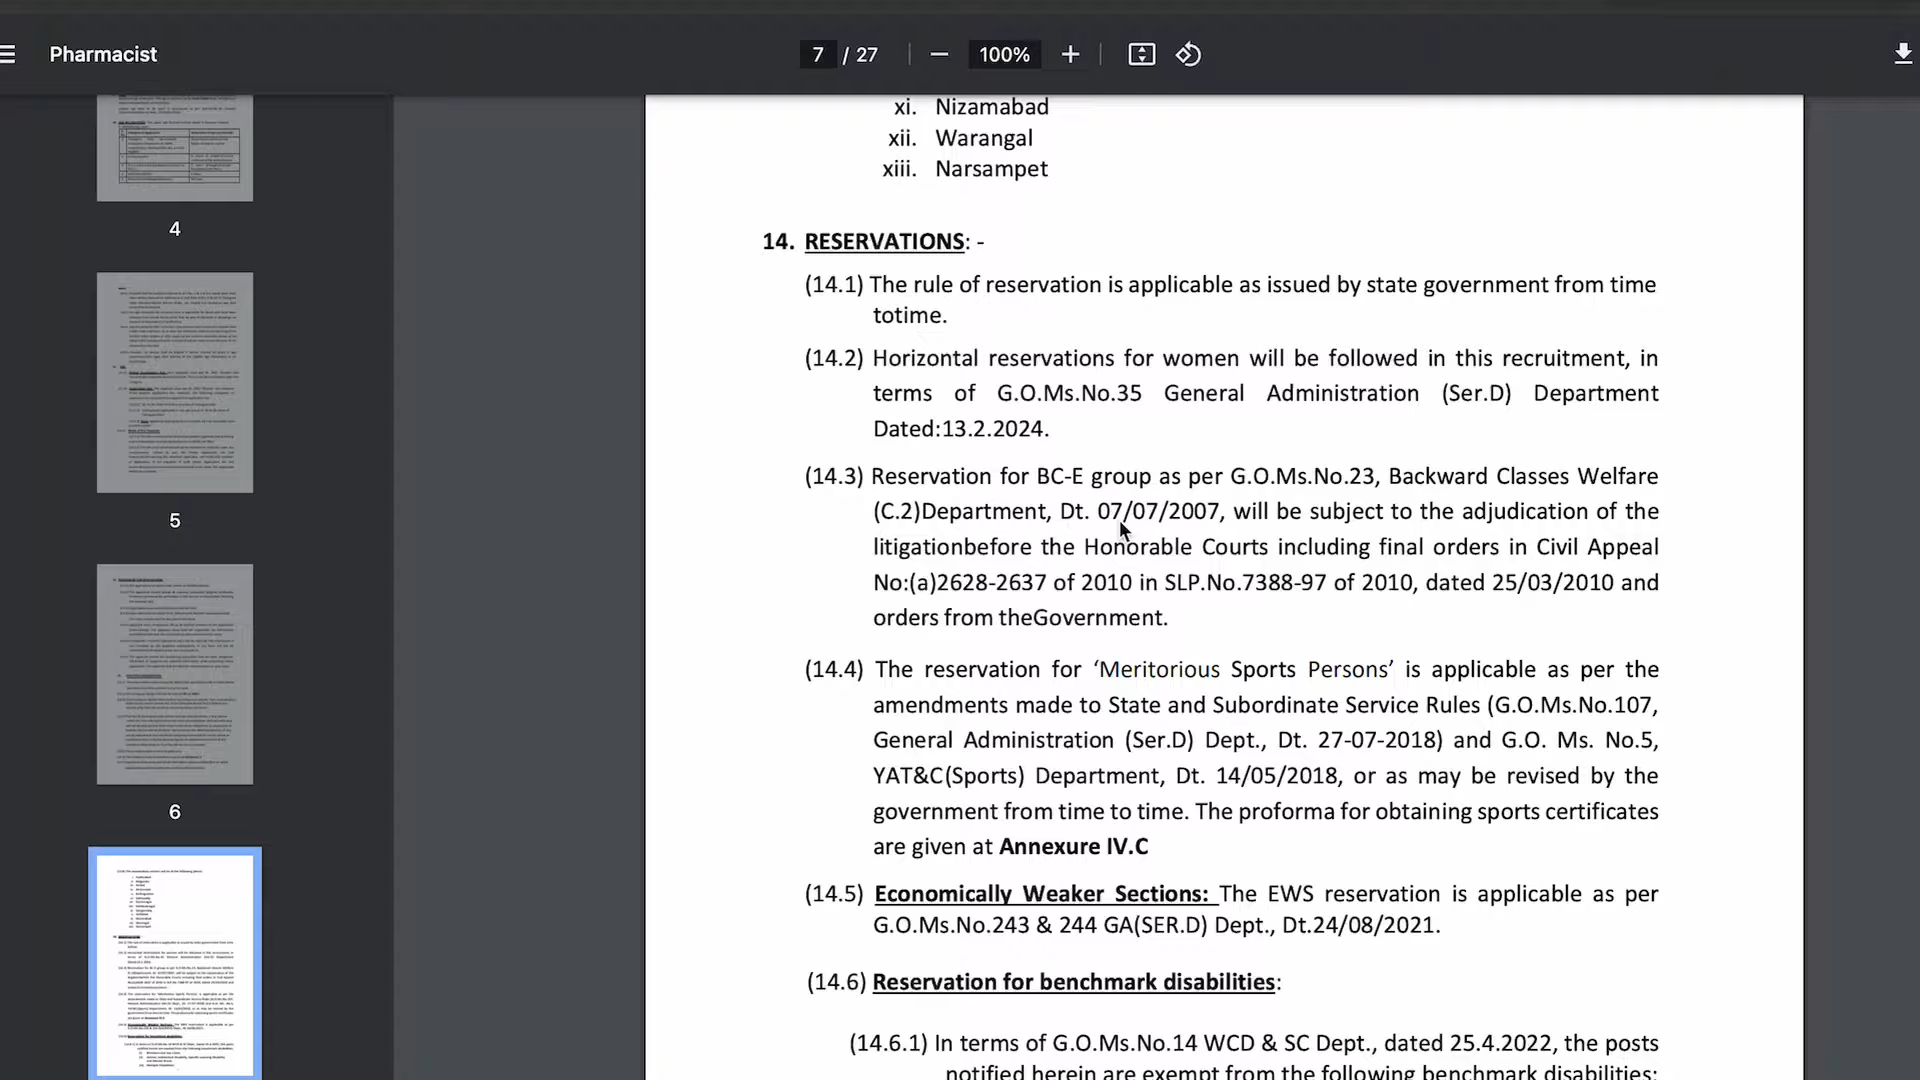 Pharmacist
7 / 27
100%
4
5
6
xi. Nizamabad
xii. Warangal
xiii. Narsampet
14. RESERVATIONS: -
(14.1) The rule of reservation is applicable as issued by state government from time
totime.
(14.2) Horizontal reservations for women will be followed in this recruitment, in
terms of G.O.Ms.No.35 General Administration (Ser.D) Department
Dated:13.2.2024.
(14.3) Reservation for BC-E group as per G.O.Ms.No.23, Backward Classes Welfare
(C.2)Department, Dt. 07/07/2007, will be subject to the adjudication of the
litigationbefore the Honorable Courts including final orders in Civil Appeal
No:(a)2628-2637 of 2010 in SLP.No.7388-97 of 2010, dated 25/03/2010 and
orders from theGovernment.
(14.4) The reservation for ‘Meritorious Sports Persons’ is applicable as per the
amendments made to State and Subordinate Service Rules (G.O.Ms.No.107,
General Administration (Ser.D) Dept., Dt. 27-07-2018) and G.O. Ms. No.5,
YAT&C(Sports) Department, Dt. 14/05/2018, or as may be revised by the
government from time to time. The proforma for obtaining sports certificates
are given at Annexure IV.C
(14.5) Economically Weaker Sections: The EWS reservation is applicable as per
G.O.Ms.No.243 & 244 GA(SER.D) Dept., Dt.24/08/2021.
(14.6) Reservation for benchmark disabilities:
(14.6.1) In terms of G.O.Ms.No.14 WCD & SC Dept., dated 25.4.2022, the posts
notified herein are exempt from the following benchmark disabilities: